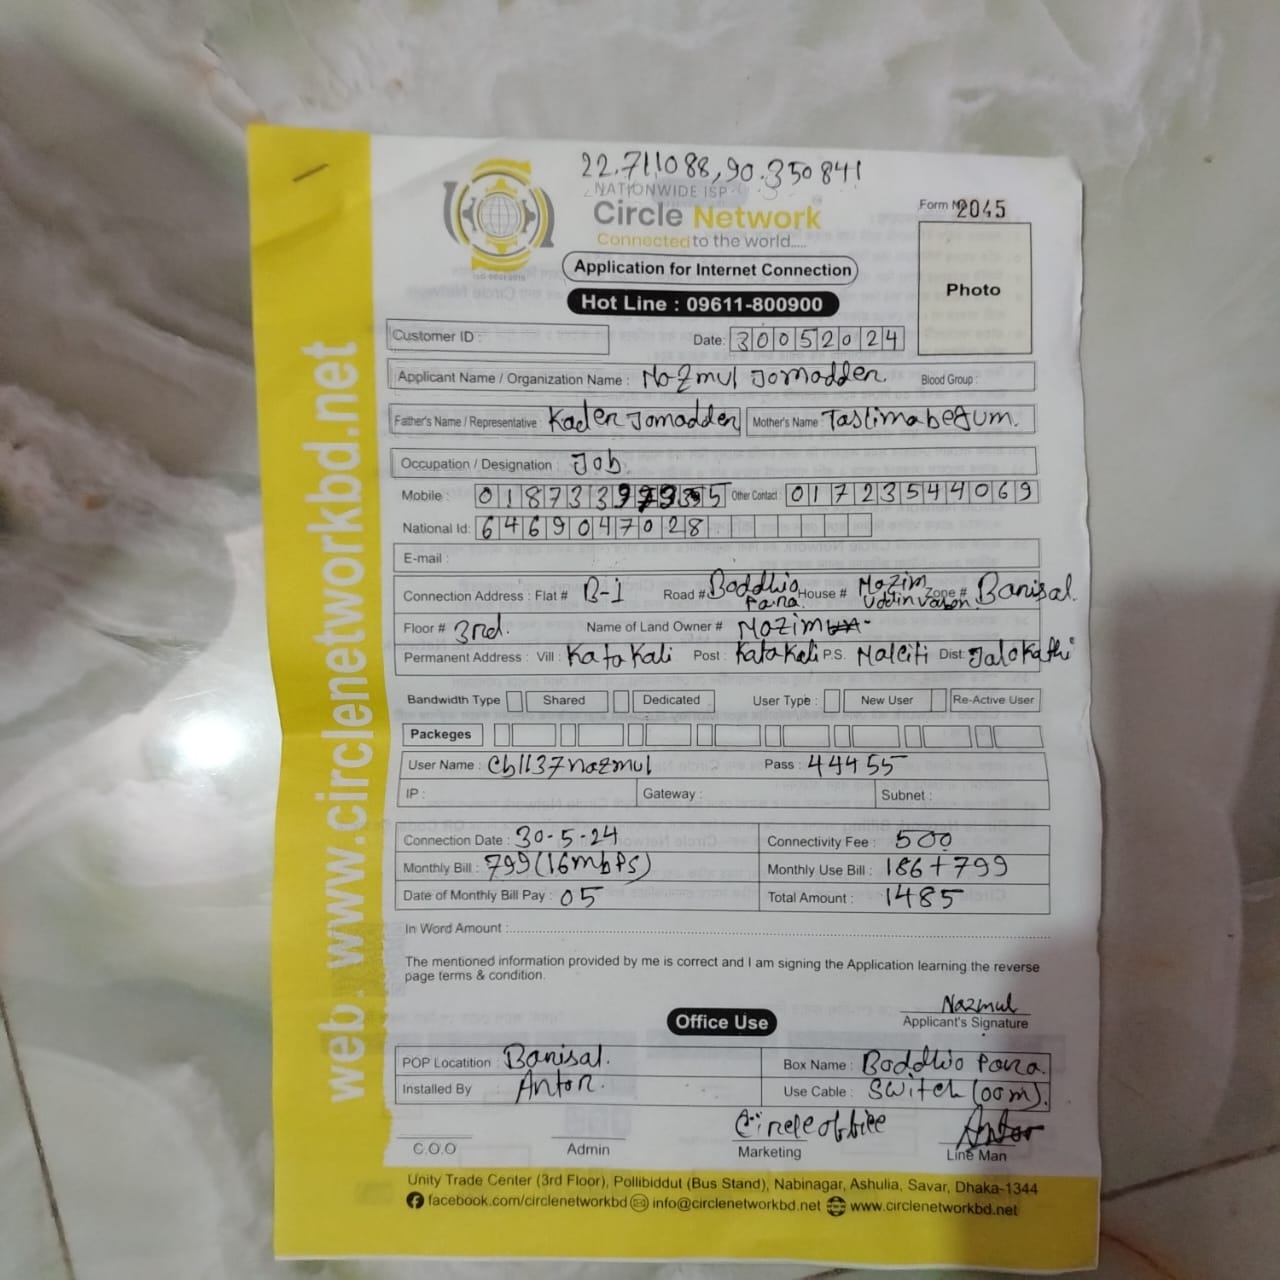 22.711088,90.350841
NATIONWIDE ISP
Circle Network
Connected to the world.....
Form No 2045
Application for Internet Connection
Photo
Hot Line : 09611-800900
Customer ID :
Date: 30052024
Applicant Name / Organization Name : Nozmul Jomadder Blood Group :
Father's Name / Representative : Kader Jomadder Mother's Name : Taslima begum.
Occupation / Designation : Job.
Mobile : Other Contact : 01723544069
National Id: 6469047028
E-mail :
Connection Address : Flat # B-1 Road # Boddhio Para. House # Nozim Uddin Vabon Zone # Barisal.
Floor # 3rd. Name of Land Owner # Nozim
Permanent Address : Vill : Kata Kali Post : Kata Kali P.S. Nalciti Dist: Jalokathi
Bandwidth Type Shared Dedicated User Type : New User Re-Active User
Packeges
User Name : cb1137nazmul Pass : 44455
IP : Gateway : Subnet :
Connection Date : 30-5-24 Connectivity Fee : 500
Monthly Bill : 799(16mbps) Monthly Use Bill : 186+799
Date of Monthly Bill Pay : 05 Total Amount : 1485
In Word Amount :
The mentioned information provided by me is correct and I am signing the Application learning the reverse
page terms & condition.
Nazmul
Office Use
Applicant's Signature
POP Locatition : Barisal. Box Name : Boddhio Para.
Installed By Antor. Use Cable : Switch (00m).
Circle office Antor
C.O.O Admin Marketing Line Man
Unity Trade Center (3rd Floor), Pollibiddut (Bus Stand), Nabinagar, Ashulia, Savar, Dhaka-1344
facebook.com/circlenetworkbd.net info@circlenetworkbd.net www.circlenetworkbd.net
web. www.circlenetworkbd.net